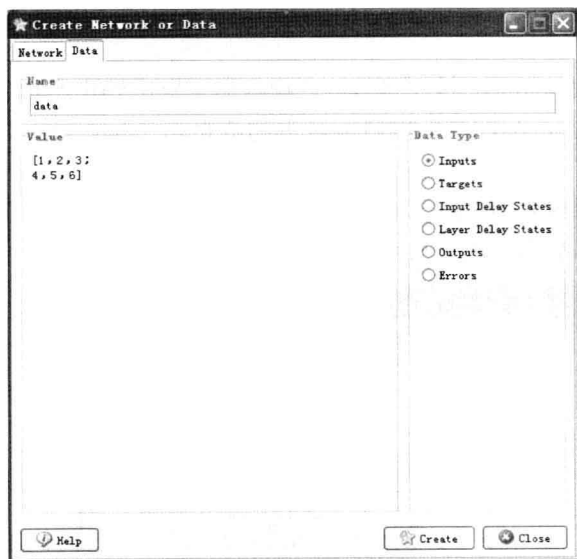 Create Network or Data
Network Data
Name
data
Value
Data Type
[1,2,3;
4,5,6]
Inputs
Targets
Input Delay States
Layer Delay States
Outputs
Errors
Help
Create
Close